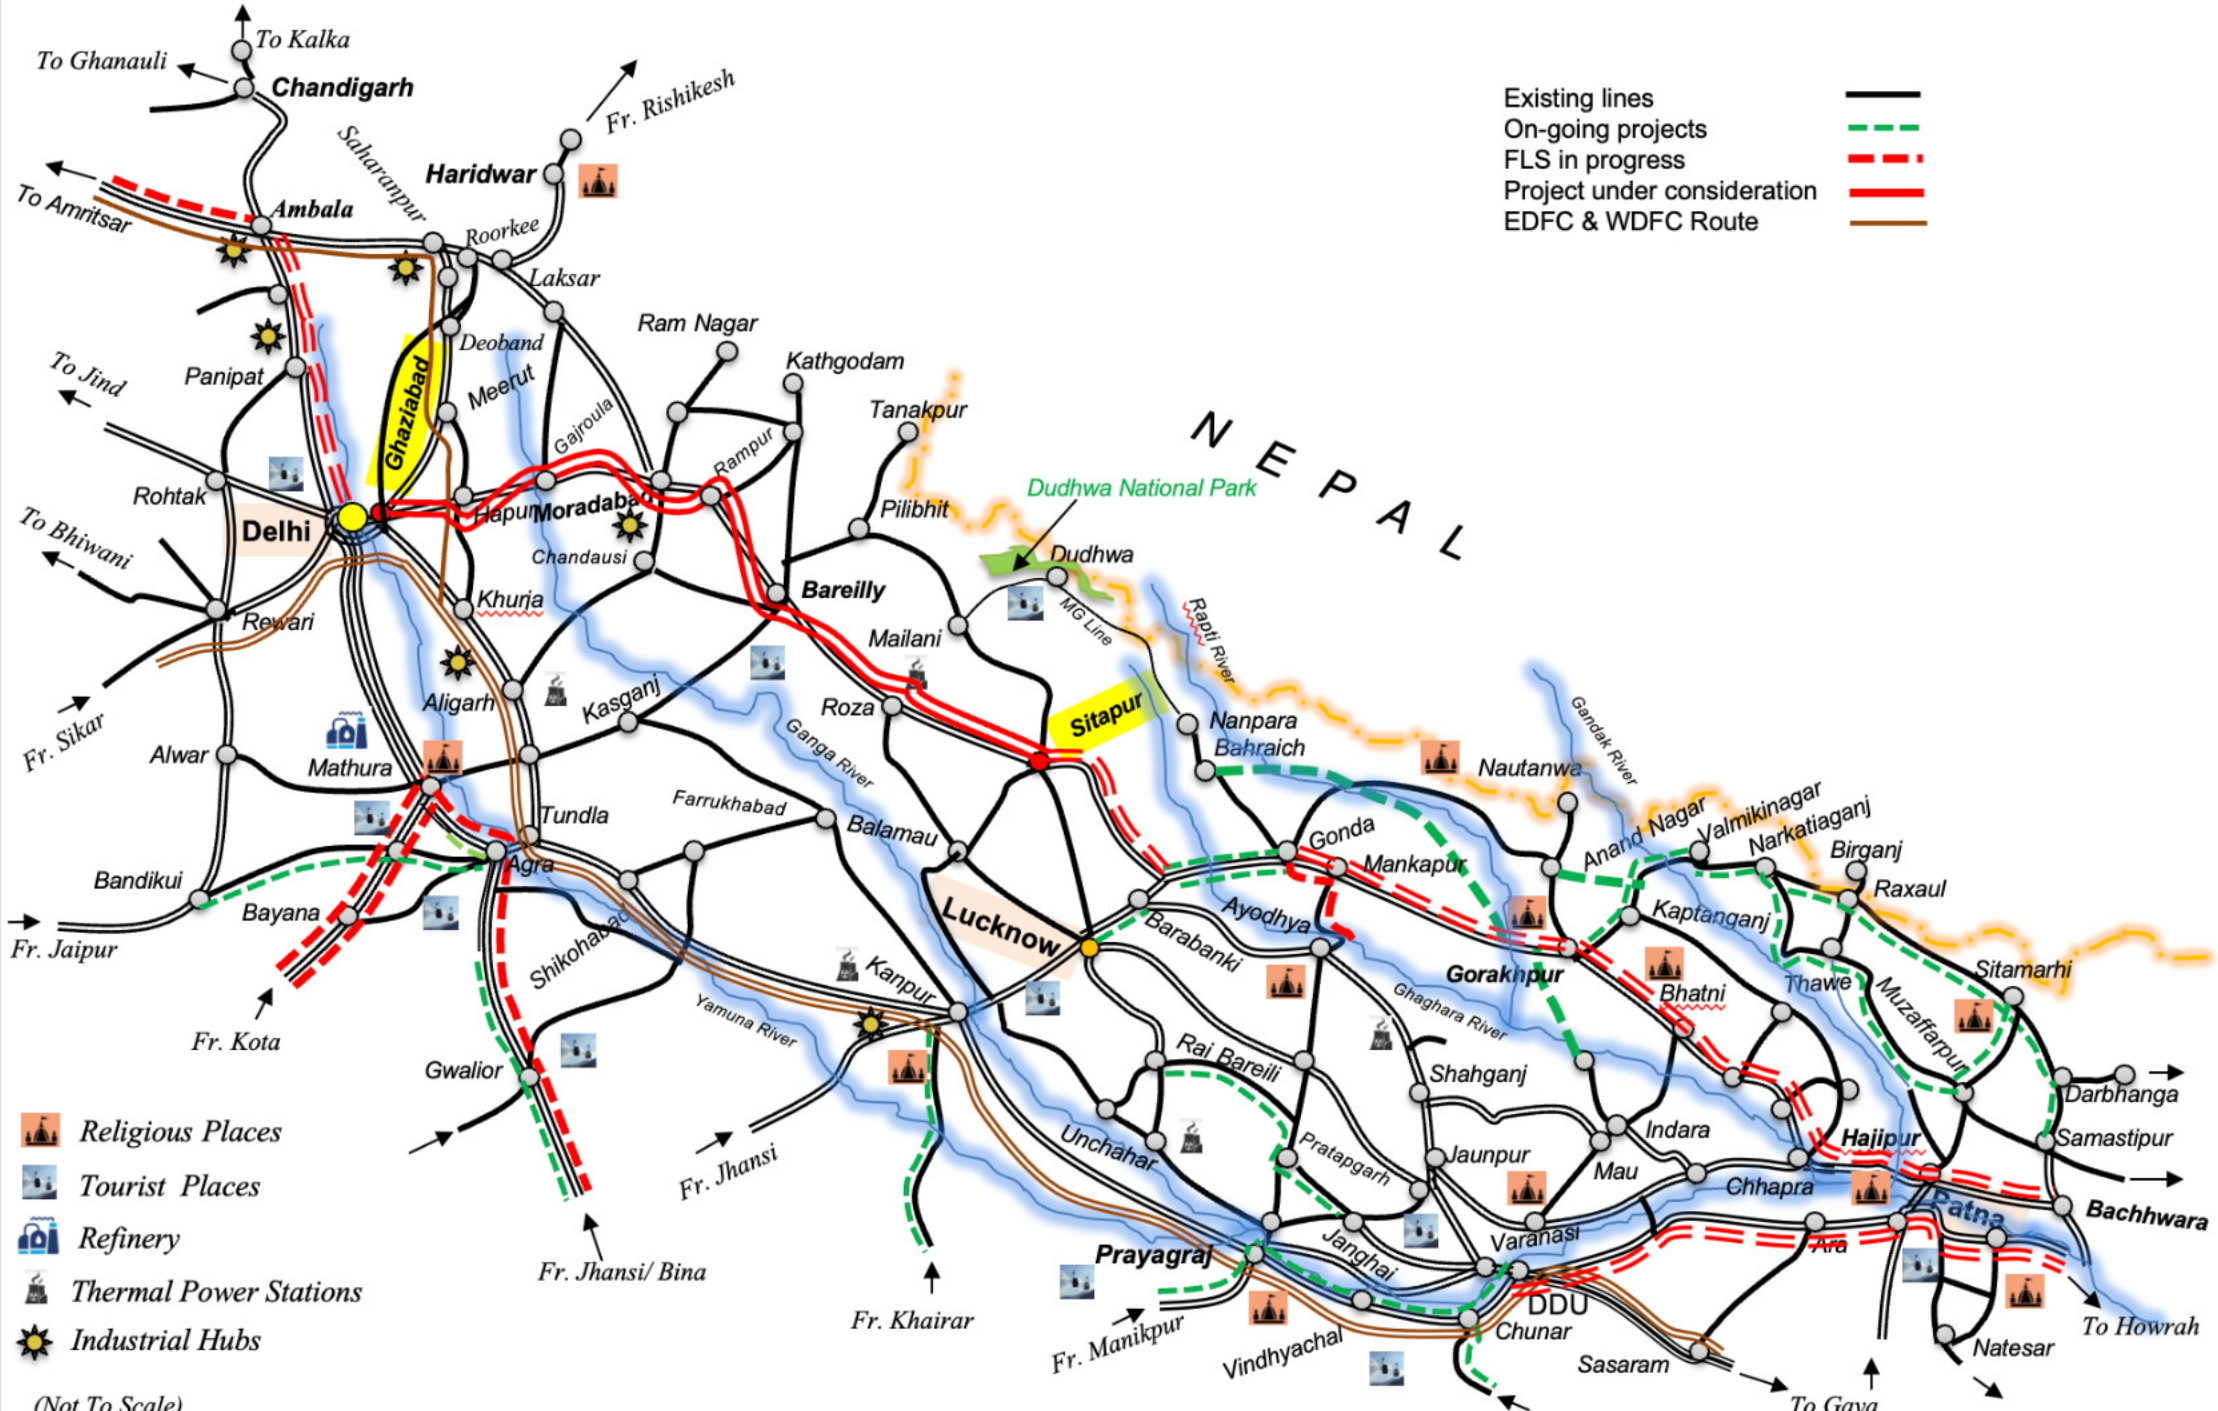 To Kalka
To Ghanauli
Chandigarh
Fr. Rishikesh
Saharanpur
Haridwar
To Amritsar
Ambala
Roorkee
Laksar
Existing lines
On-going projects
FLS in progress
Project under consideration
EDFC & WDFC Route
Ram Nagar
Deoband
Kathgodam
To Jind
Panipat
Ghaziabad
Meerut
Gajroula
Rampur
Tanakpur
NEPAL
Rohtak
Delhi
Hapur
Moradabad
Pilibhit
Dudhwa National Park
To Bhiwani
Chandausi
Dudhwa
Khurja
Bareilly
Rewari
Mailani
MG Line
Rapti River
Fr. Sikar
Aligarh
Kasganj
Roza
Sitapur
Nanpara
Bahraich
Gandak River
Alwar
Mathura
Ganga River
Nautanwa
Farrukhabad
Tundla
Balamau
Gonda
Mankapur
Anand Nagar
Valmikinagar
Narkatiaganj
Birganj
Raxaul
Bandikui
Agra
Bayana
Fr. Jaipur
Shikohabad
Lucknow
Barabanki
Ayodhya
Kaptanganj
Kanpur
Gorakhpur
Bhatni
Thawe
Sitamarhi
Yamuna River
Ghaghara River
Muzaffarpur
Fr. Kota
Gwalior
Rai Bareili
Shahganj
Darbhanga
Religious Places
Tourist Places
Refinery
Thermal Power Stations
Industrial Hubs
(Not To Scale)
Fr. Jhansi
Unchahar
Pratapgarh
Jaunpur
Indara
Mau
Hajipur
Samastipur
Chhapra
Patna
Bachhwara
Fr. Jhansi/ Bina
Prayagraj
Janghai
Varanasi
Ara
Fr. Khairar
Fr. Manikpur
Vindhyachal
DDU
Chunar
Sasaram
To Howrah
Natesar
To Gaya